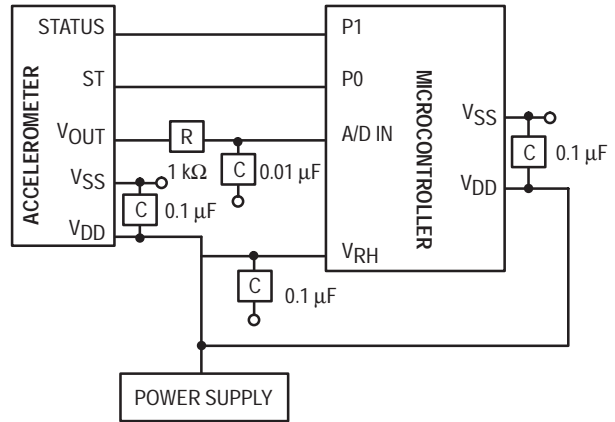 ACCELEROMETER
STATUS
ST
VOUT
VSS
VDD
R
1 kΩ
C
0.01 µF
C
0.1 µF
C
0.1 µF
P1
P0
A/D IN
VRH
MICROCONTROLLER
VSS
VDD
C
0.1 µF
POWER SUPPLY